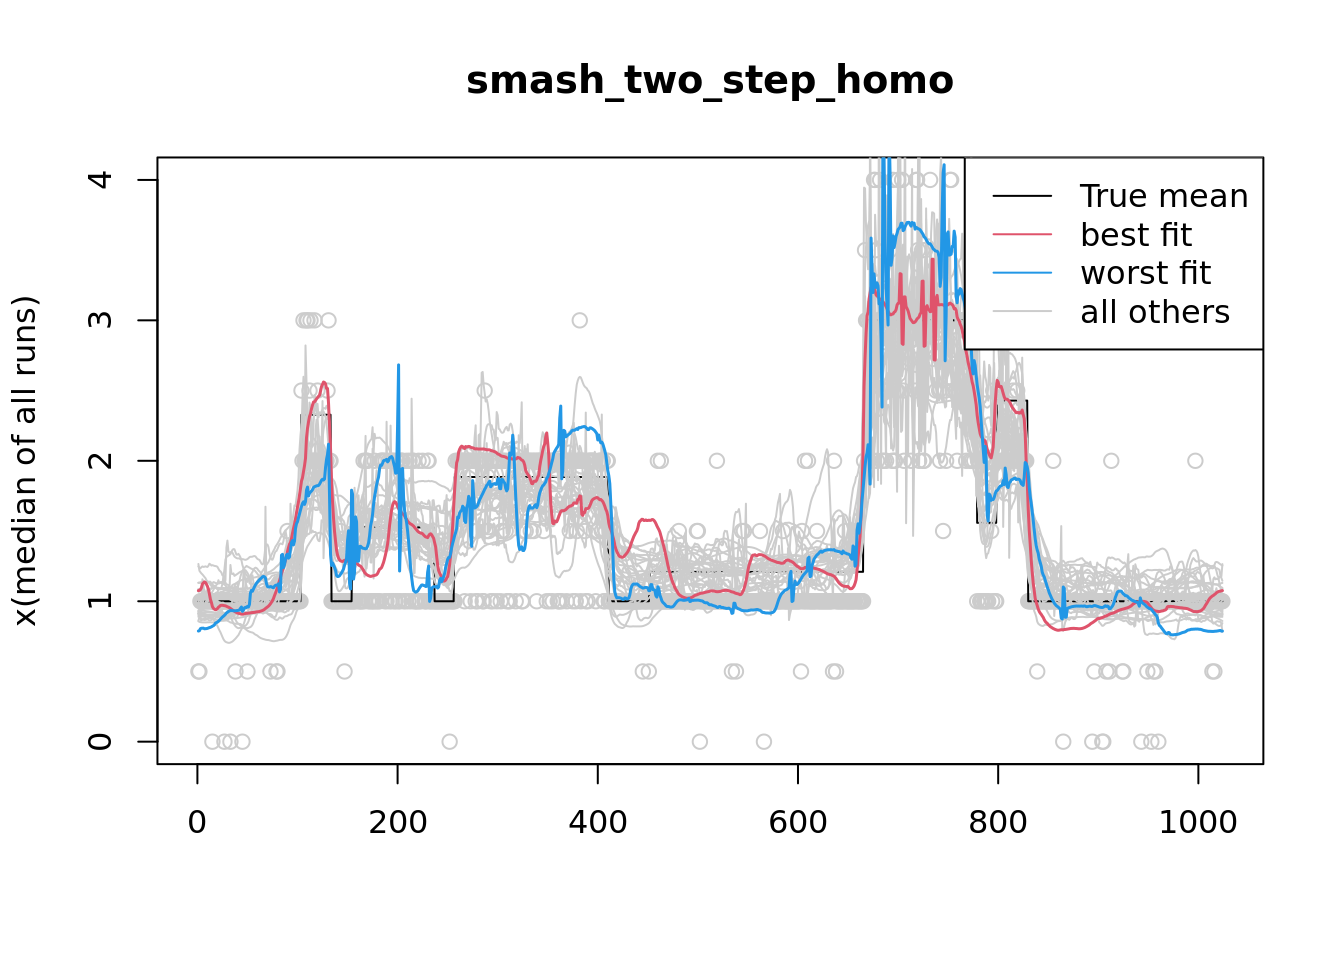 smash_two_step_homo
x(median of all runs)
4
3
2
1
0
True mean
best fit
worst fit
all others
0 200 400 600 800 1000